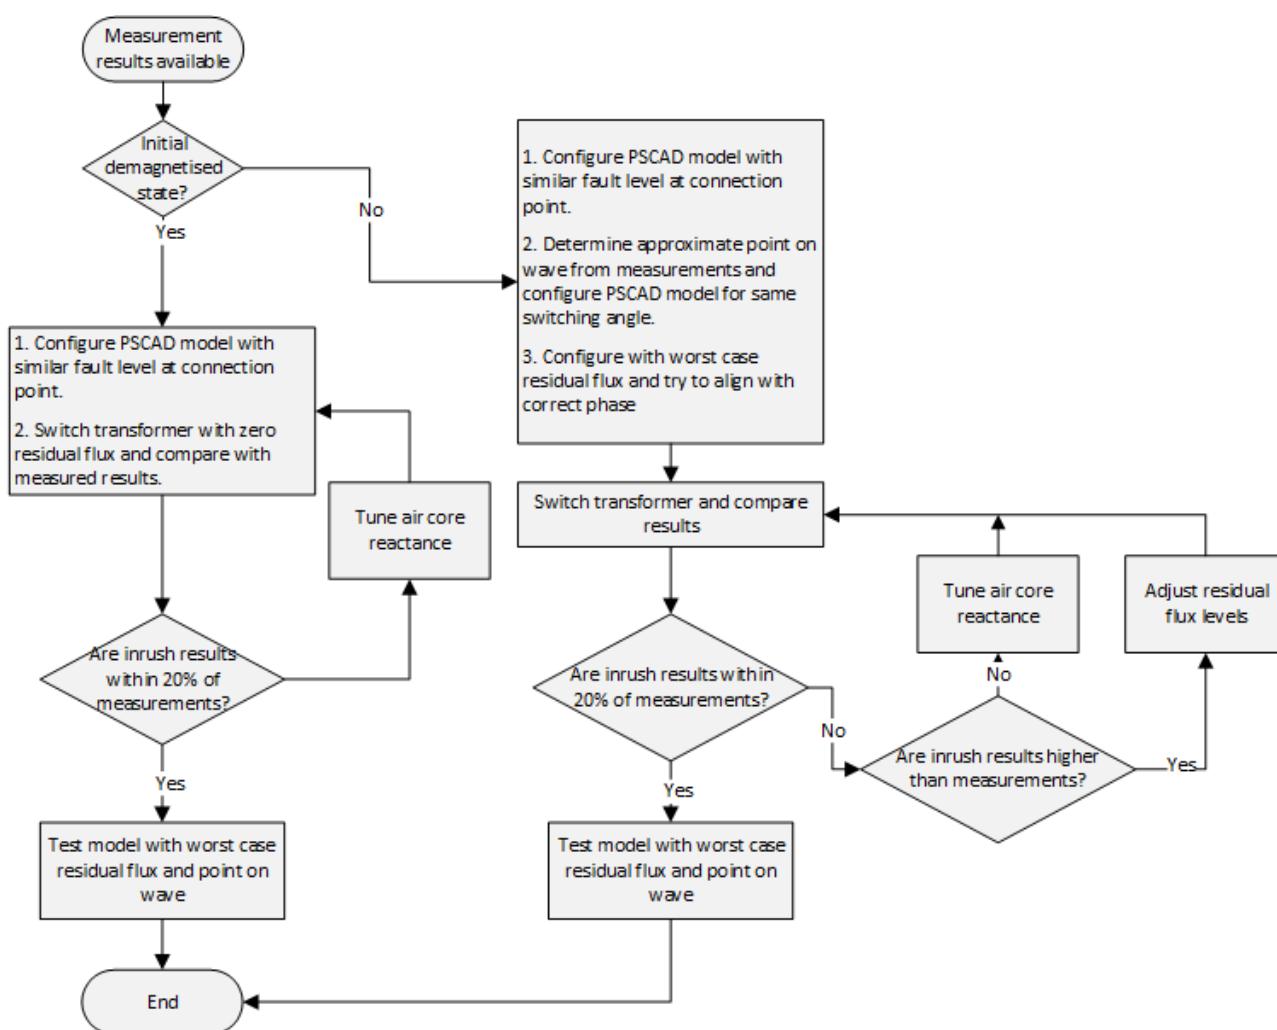 Measurement
results available
Initial
demagnetised
state?
No
Yes
1. Configure PSCAD model with
similar fault level at connection
point.
2. Switch transformer with zero
residual flux and compare with
measured results.
Tune air core
reactance
Are inrush results
within 20% of
measurements?
Yes
Test model with worst case
residual flux and point on
wave
End
1. Configure PSCAD model with
similar fault level at connection
point.
2. Determine approximate point on
wave from measurements and
configure PSCAD model for same
switching angle.
3. Configure with worst case
residual flux and try to align with
correct phase
Switch transformer and compare
results
Are inrush results within
20% of measurements?
No
Yes
Test model with worst case
residual flux and point on
wave
Tune air core
reactance
Adjust residual
flux levels
No
Are inrush results higher
than measurements?
Yes